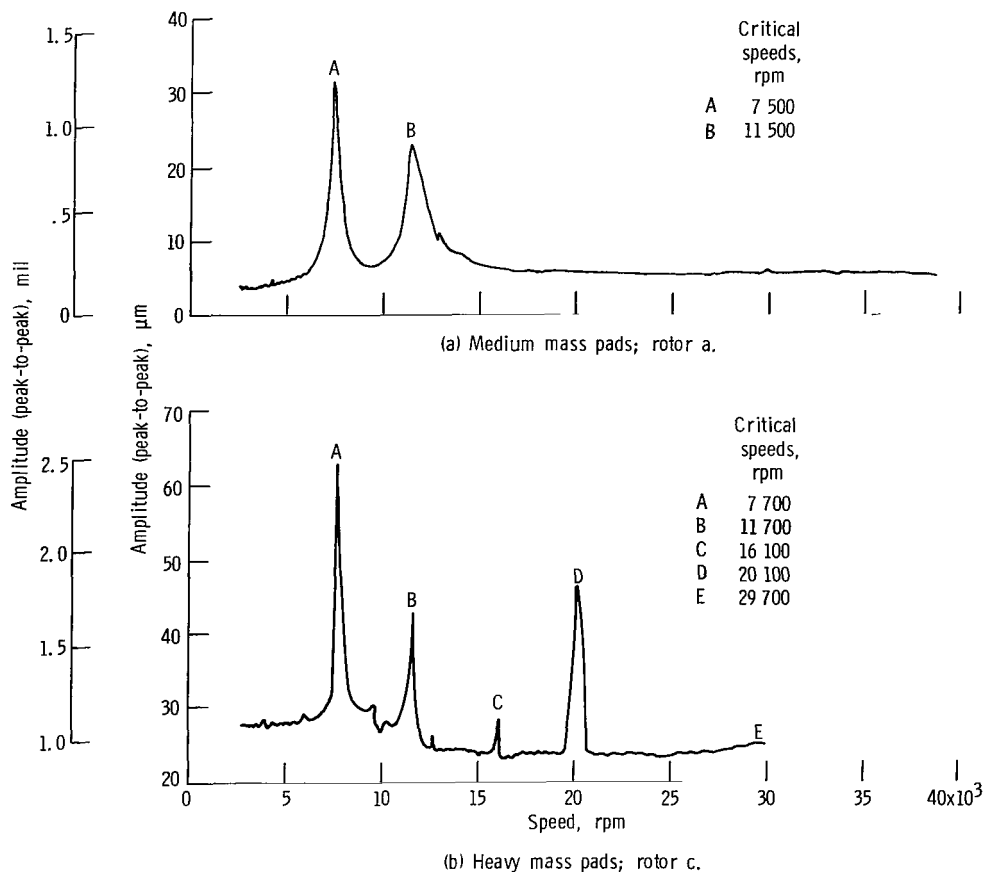 Amplitude (peak-to-peak), mil
1.5
1.0
.5
0
2.5
2.0
1.5
1.0
Amplitude (peak-to-peak), μm
40
30
20
10
0
A
B
Critical
speeds,
rpm
A 7 500
B 11 500
(a) Medium mass pads; rotor a.
70
60
50
40
30
20
A
B
C
D
E
Critical
speeds,
rpm
A 7 700
B 11 700
C 16 100
D 20 100
E 29 700
0 5 10 15 20 25 30 35 40x10³
Speed, rpm
(b) Heavy mass pads; rotor c.